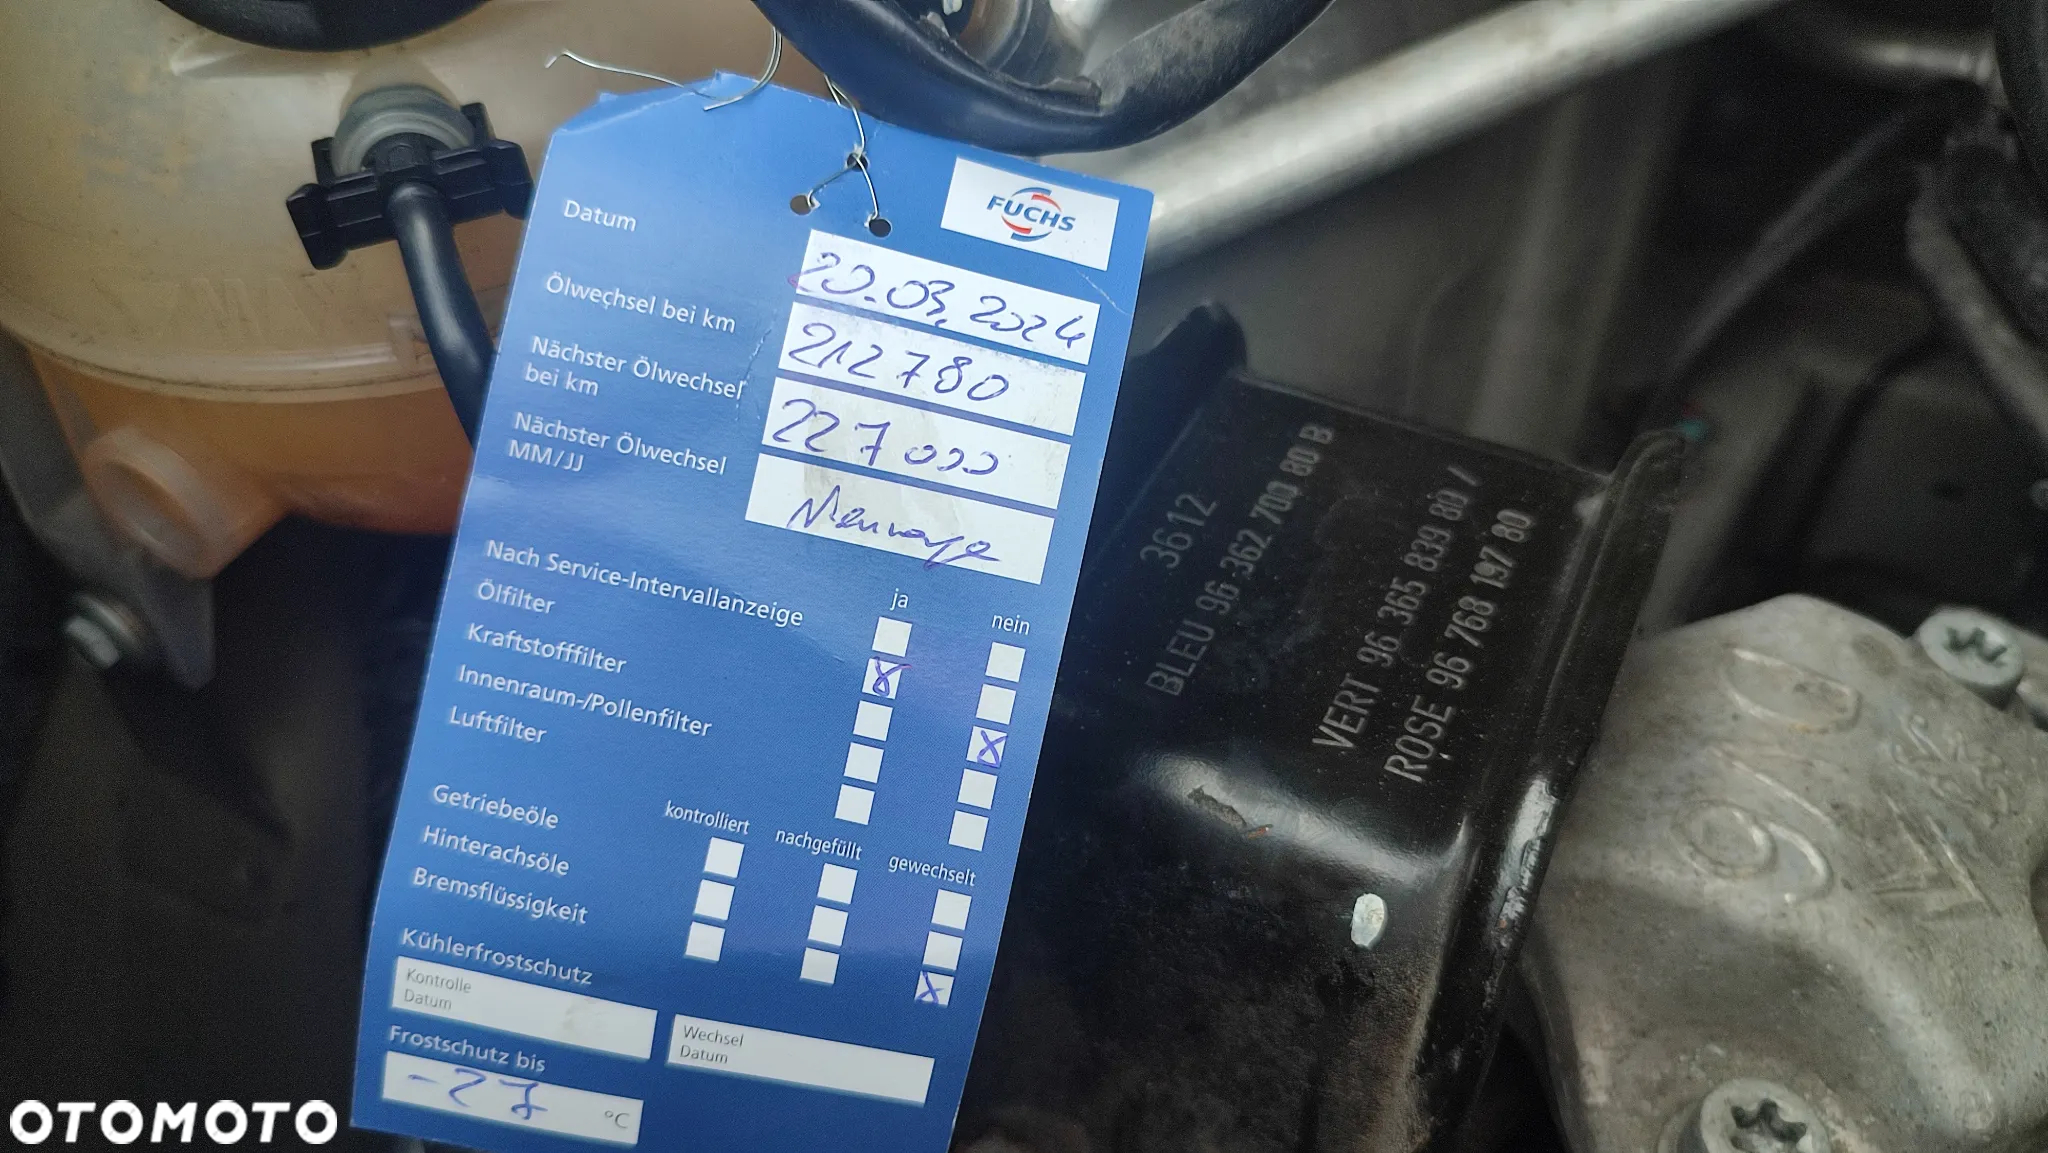 FUCHS
Datum
20.03.2024
Ölwechsel bei km
212780
Nächster Ölwechsel
bei km
227000
Nächster Ölwechsel
MM/JJ
Nach Service-Intervallanzeige
ja
nein
Ölfilter
Kraftstofffilter
Innenraum-/Pollenfilter
Luftfilter
kontrolliert
nachgefüllt
gewechselt
Getriebeöle
Hinterachsöle
Bremsflüssigkeit
Kühlerfrostschutz
Kontrolle
Datum
Wechsel
Datum
Frostschutz bis
-27 °C
3612
BLEU 96 362 700 80 B
VERT 96 365 839 80 /
ROSE 96 768 197 80
OTOMOTO